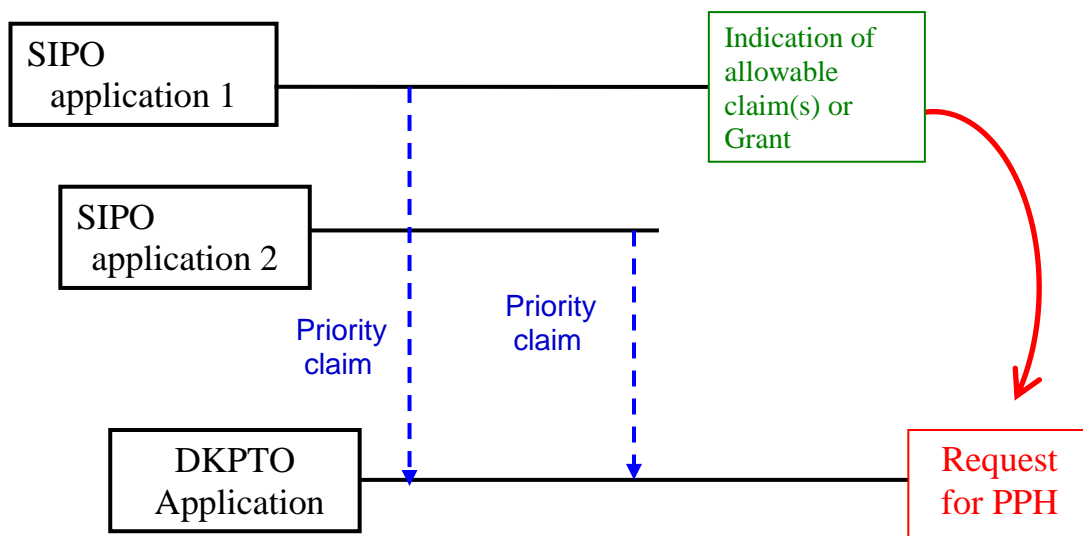 SIPO
application 1
Indication of
allowable
claim(s) or
Grant
SIPO
application 2
Priority
claim
Priority
claim
DKPTO
Application
Request
for PPH